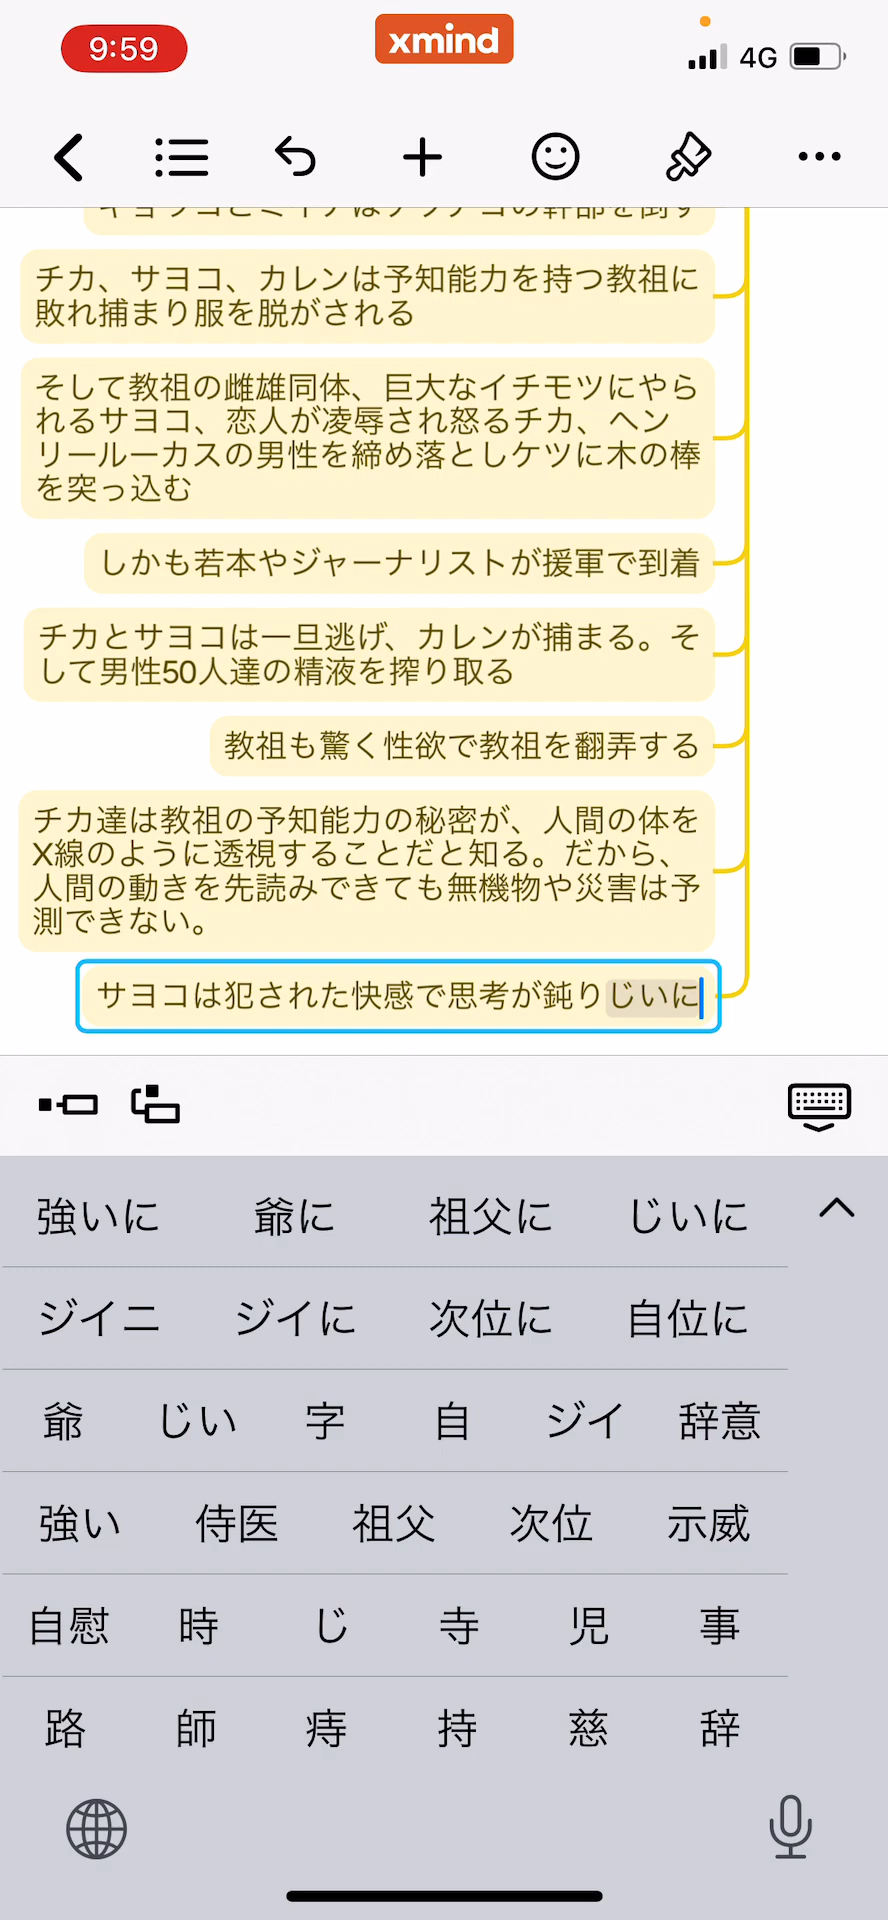 9:59
xmind
4G
チカ、サヨコ、カレンは予知能力を持つ教祖に
敗れ捕まり服を脱がされる
そして教祖の雌雄同体、巨大なイチモツにやら
れるサヨコ、恋人が凌辱され怒るチカ、ヘン
リールーカスの男性を締め落としケツに木の棒
を突っ込む
しかも若本やジャーナリストが援軍で到着
チカとサヨコは一旦逃げ、カレンが捕まる。そ
して男性50人達の精液を搾り取る
教祖も驚く性欲で教祖を翻弄する
チカ達は教祖の予知能力の秘密が、人間の体を
X線のように透視することだと知る。だから、
人間の動きを先読みできても無機物や災害は予
測できない。
サヨコは犯された快感で思考が鈍りじいに
強いに 爺に 祖父に じいに
ジイニ ジイに 次位に 自位に
爺 じい 字 自 ジイ 辞意
強い 侍医 祖父 次位 示威
自慰 時 じ 寺 児 事
路 師 痔 持 慈 辞